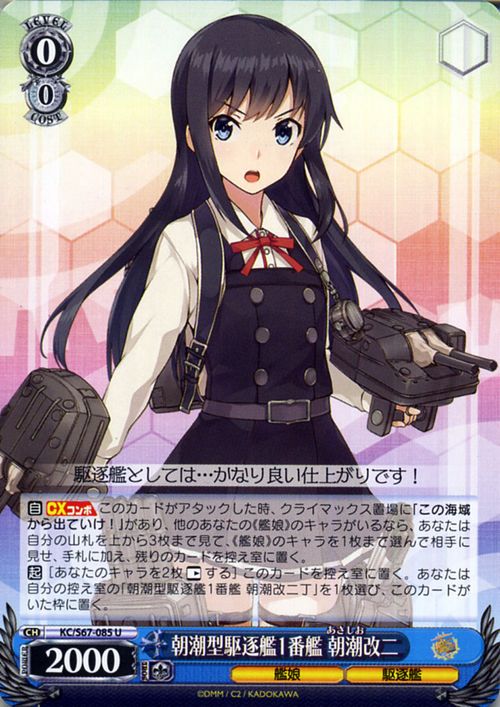 LEVEL
0
0
COST
駆逐艦としては…かなり良い仕上がりです！
自 CXコンボ このカードがアタックした時、クライマックス置場に「この海域
から出ていけ！」があり、他のあなたの《艦娘》のキャラがいるなら、あなたは
自分の山札を上から3枚まで見て、《艦娘》のキャラを1枚まで選んで相手に
見せ、手札に加え、残りのカードを控え室に置く。
起 [あなたのキャラを2枚する] このカードを控え室に置く。あなたは
自分の控え室の「朝潮型駆逐艦1番艦 朝潮改二丁」を1枚選び、このカードが
いた枠に置く。
CH KC/S67-085 U
あさしお
朝潮型駆逐艦1番艦 朝潮改二
2000
艦娘 駆逐艦
©DMM / C2 / KADOKAWA